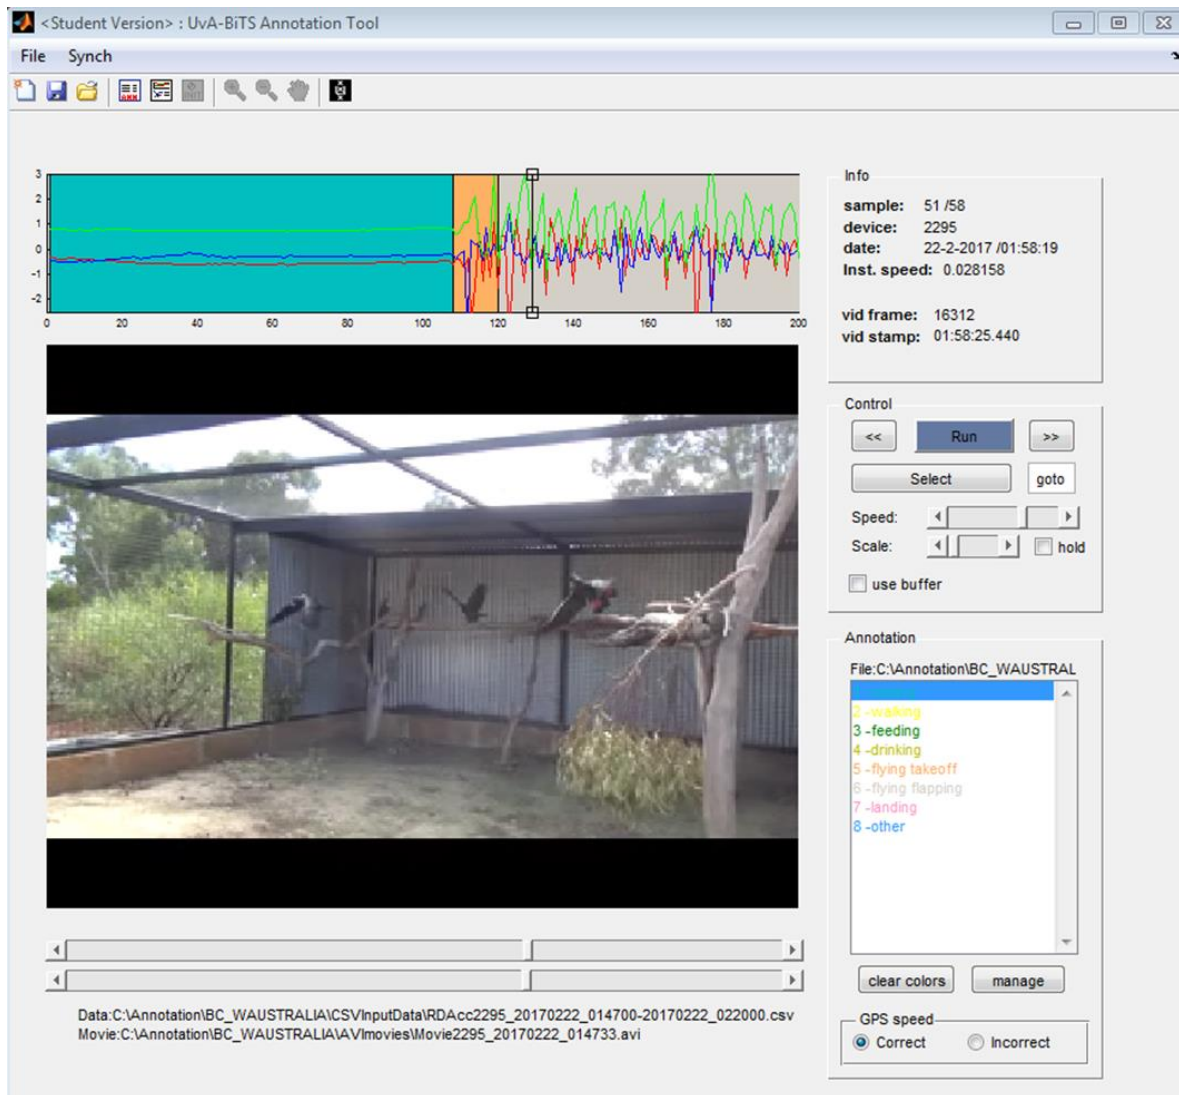 <Student Version> : UvA-BiTS Annotation Tool
File Synch
3
2
1
0
-1
-2
0 20 40 60 80 100 120 140 160 180 200
Info
sample: 51 /58
device: 2295
date: 22-2-2017 /01:58:19
Inst. speed: 0.028158
vid frame: 16312
vid stamp: 01:58:25.440
Control
<< Run >>
Select goto
Speed:
Scale: hold
use buffer
Annotation
File:C:\Annotation\BC_WAUSTRAL
2 -walking
3 -feeding
4 -drinking
5 -flying takeoff
6 -flying flapping
7 -landing
8 -other
clear colors manage
GPS speed
Correct Incorrect
Data:C:\Annotation\BC_WAUSTRALIA\CSVInputData\RDAcc2295_20170222_014700-20170222_022000.csv
Movie:C:\Annotation\BC_WAUSTRALIA\AVImovies\Movie2295_20170222_014733.avi